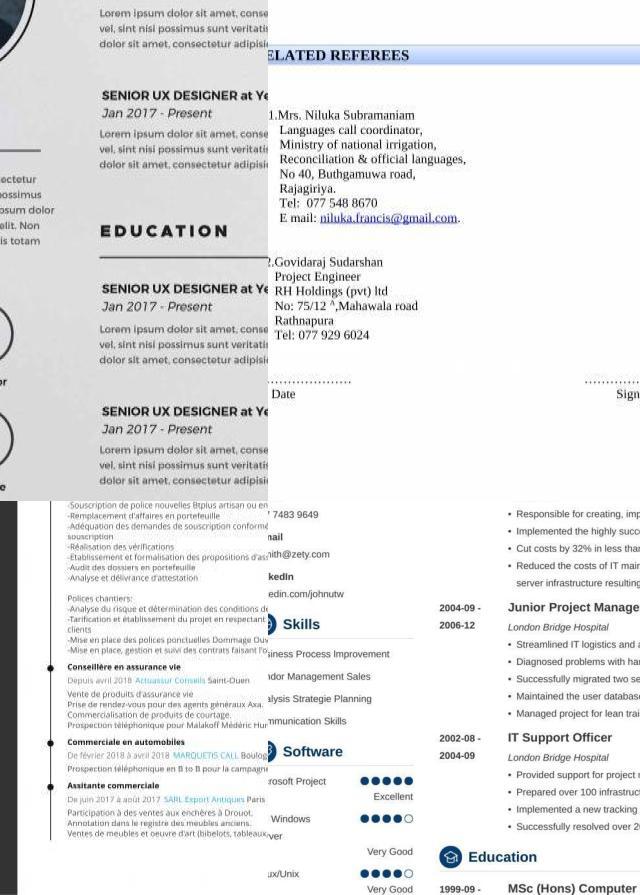 Lorem ipsum dolor sit amet, conse
vel, sint nisi possimus sunt veritatis
dolor sit amet, consectetur adipisi
SENIOR UX DESIGNER at Ye
Jan 2017 - Present
Lorem ipsum dolor sit amet, conse
vel, sint nisi possimus sunt veritatis
dolor sit amet, consectetur adipisi
ectetur
possimus
psum dolor
elit. Non
is totam
EDUCATION
SENIOR UX DESIGNER at Ye
Jan 2017 - Present
Lorem ipsum dolor sit amet, conse
vel, sint nisi possimus sunt veritatis
dolor sit amet, consectetur adipisi
or
SENIOR UX DESIGNER at Ye
Jan 2017 - Present
Lorem ipsum dolor sit amet, conse
vel, sint nisi possimus sunt veritatis
dolor sit amet, consectetur adipisi
e
ELATED REFEREES
1.Mrs. Niluka Subramaniam
Languages call coordinator,
Ministry of national irrigation,
Reconciliation & official languages,
No 40, Buthgamuwa road,
Rajagiriya.
Tel: 077 548 8670
E mail: niluka.francis@gmail.com.
2.Govidaraj Sudarshan
Project Engineer
RH Holdings (pvt) ltd
No: 75/12 A,Mahawala road
Rathnapura
Tel: 077 929 6024
..................... ..........
Date Sign
-Souscription de police nouvelles Btplus artisan ou en
-Remplacement d'affaires en portefeuille
-Adéquation des demandes de souscription conformé
souscription
-Réalisation des vérifications
-Etablissement et formalisation des propositions d'ass
-Audit des dossiers en portefeuille
-Analyse et délivrance d'attestation
Polices chantiers:
-Analyse du risque et détermination des conditions de
-Tarification et établissement du projet en respectant
clients
-Mise en place des polices ponctuelles Dommage Ouv
-Mise en place, gestion et suivi des contrats faisant l'o
Conseillère en assurance vie
Depuis avril 2018 Actuassur Conseils Saint-Ouen
Vente de produits d'assurance vie
Prise de rendez-vous pour des agents généraux Axa.
Commercialisation de produits de courtage.
Prospection téléphonique pour Malakoff Médéric Hum
Commerciale en automobiles
De février 2018 à avril 2018 MARQUETIS CALL Boulog
Prospection téléphonique en B to B pour la campagne
Assitante commerciale
De juin 2017 à août 2017 SARL Export Antiques Paris
Participation à des ventes aux enchères à Drouot.
Annotation dans le registre des meubles anciens.
Ventes de meubles et oeuvre d'art (bibelots, tableaux,
7483 9649
nail
nith@zety.com
kedIn
edin.com/johnutw
Skills
siness Process Improvement
ndor Management Sales
alysis Strategie Planning
mmunication Skills
Software
rosoft Project
Excellent
Windows
rver
Very Good
ux/Unix
Very Good
• Responsible for creating, imp
• Implemented the highly succ
• Cut costs by 32% in less than
• Reduced the costs of IT main
server infrastructure resulting
2004-09 - Junior Project Manage
2006-12 London Bridge Hospital
• Streamlined IT logistics and a
• Diagnosed problems with har
• Successfully migrated two se
• Maintained the user database
• Managed project for lean trai
2002-08 - IT Support Officer
2004-09 London Bridge Hospital
• Provided support for project m
• Prepared over 100 infrastruct
• Implemented a new tracking
• Successfully resolved over 2
Education
1999-09 - MSc (Hons) Computer